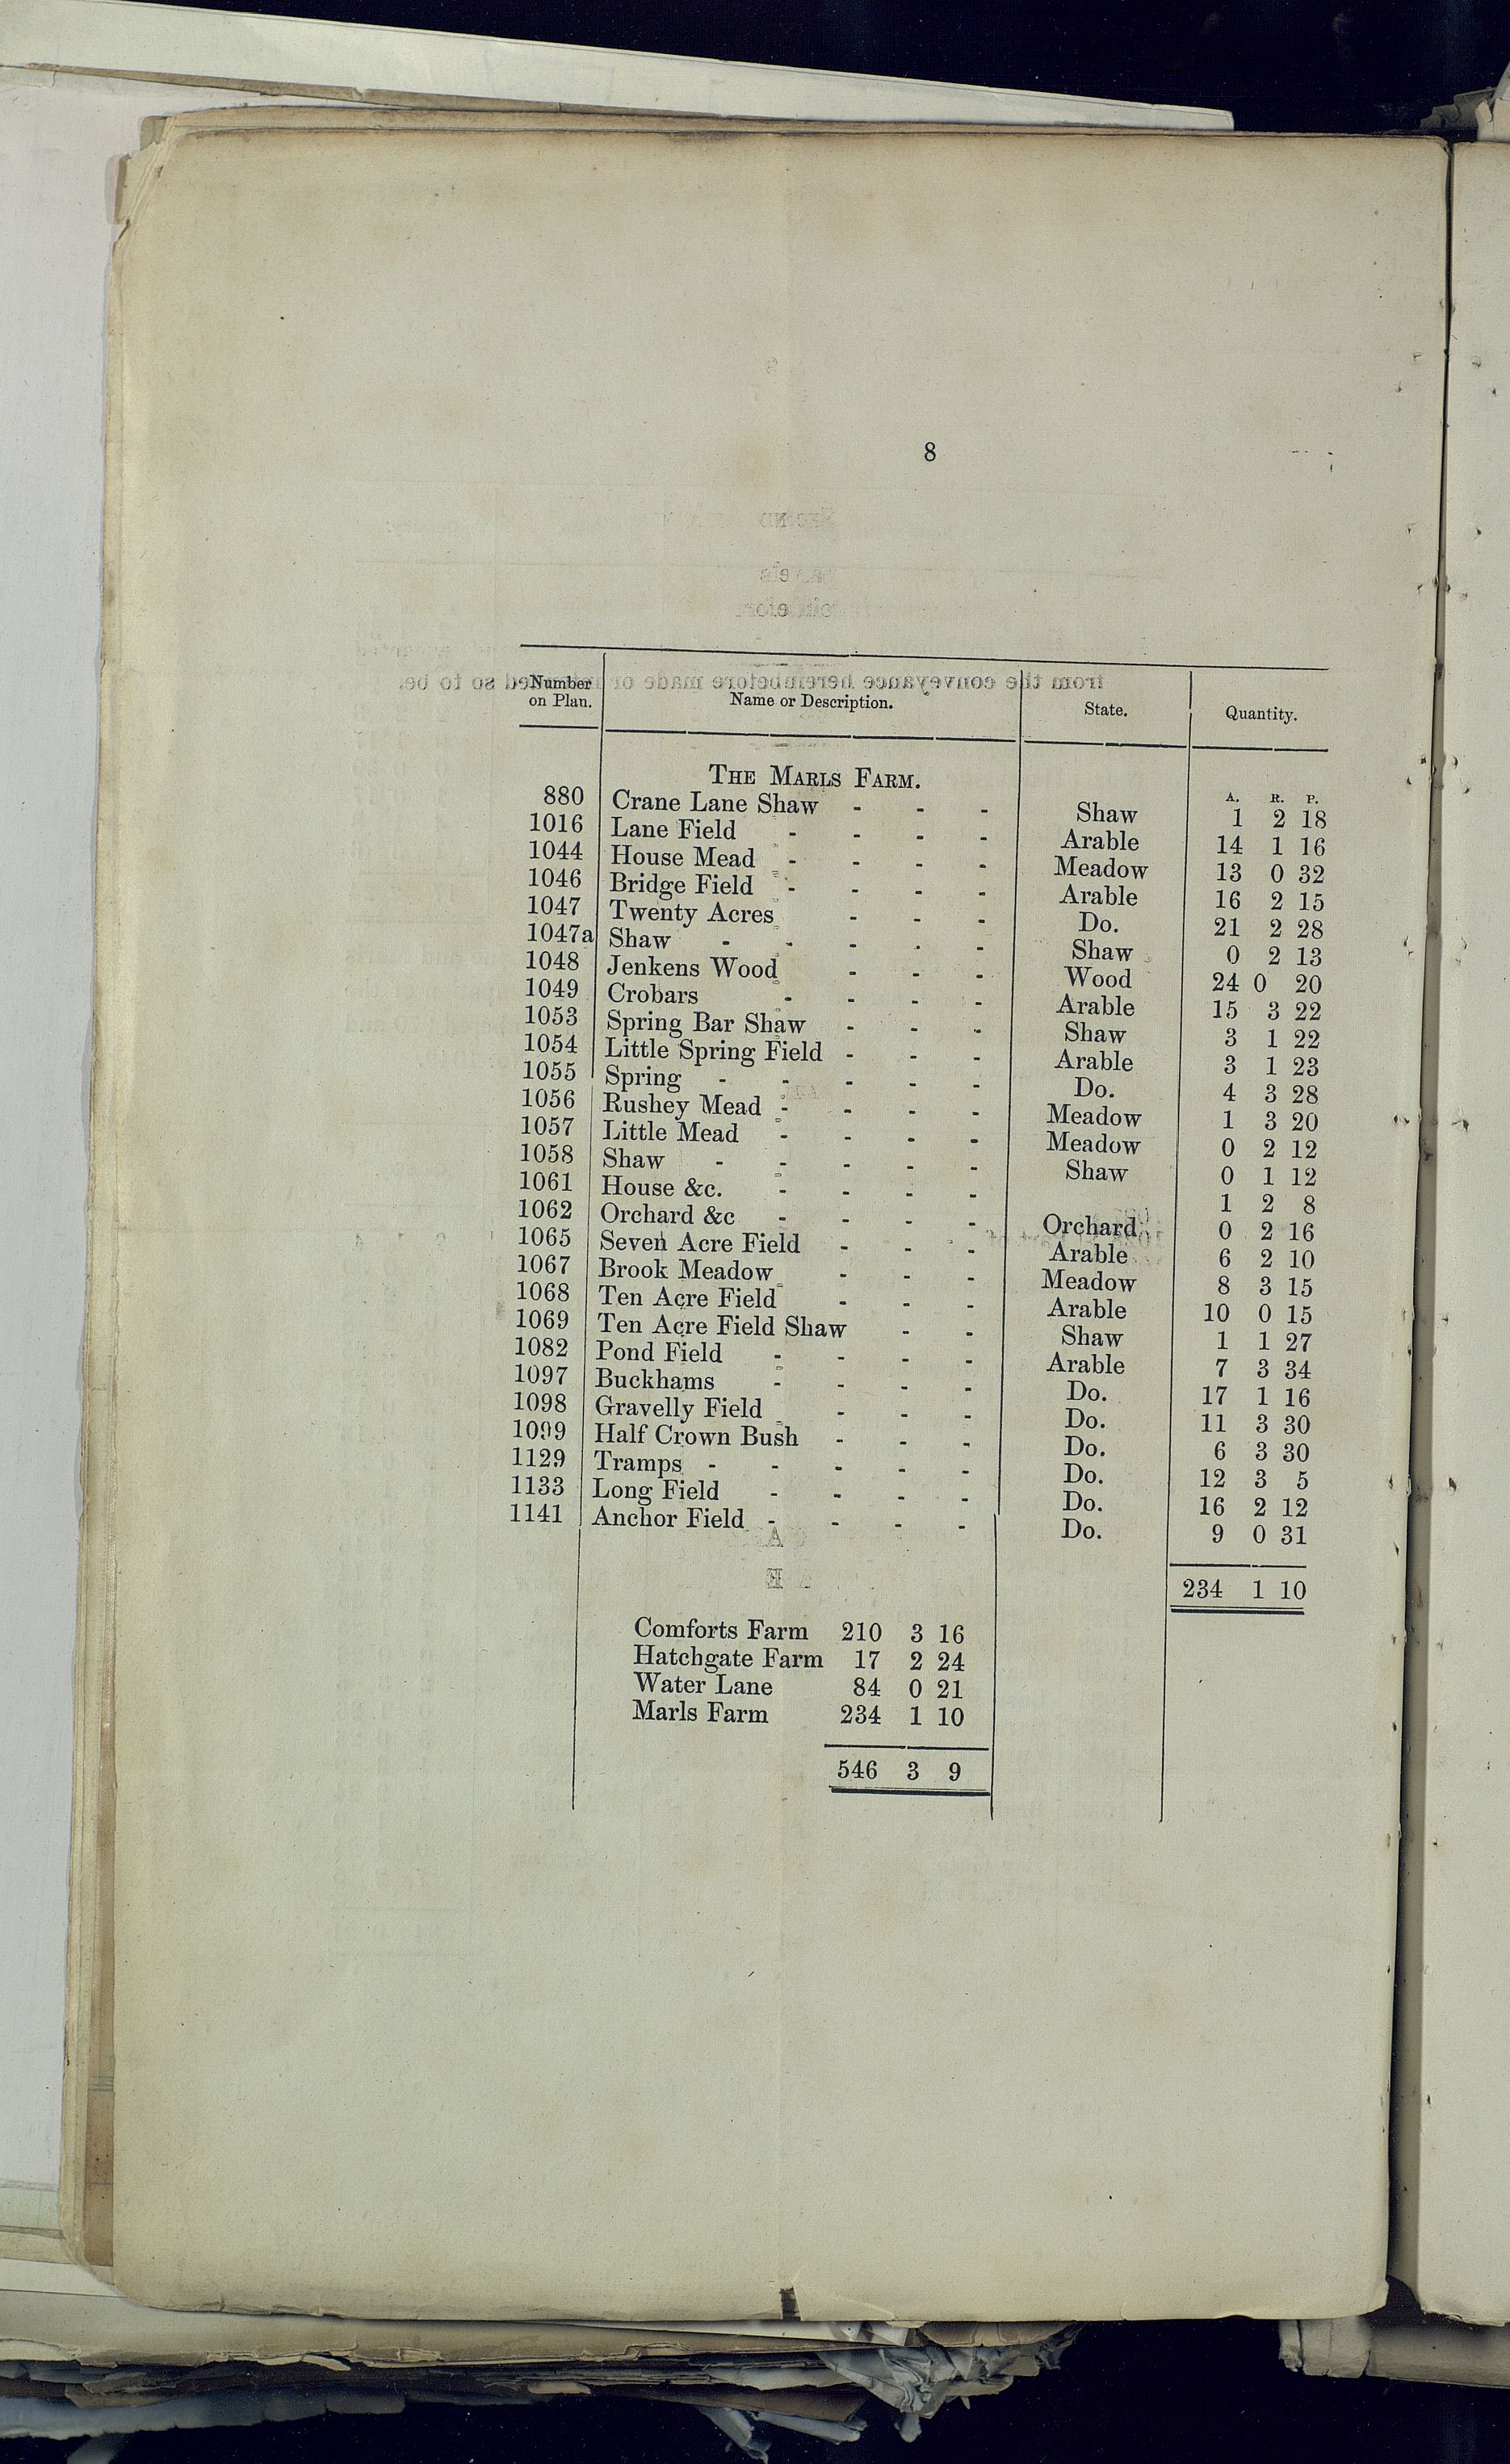 8
Number on Plan. Name or Description. State. Quantity.
THE MARLS FARM.
A. R. P.
880 Crane Lane Shaw - - - Shaw 1 2 18
1016 Lane Field - - - - Arable 14 1 16
1044 House Mead - - - - Meadow 13 0 32
1046 Bridge Field - - - - Arable 16 2 15
1047 Twenty Acres - - - Do. 21 2 28
1047a Shaw - - - - - Shaw 0 2 13
1048 Jenkens Wood - - - Wood 24 0 20
1049 Crobars - - - - Arable 15 3 22
1053 Spring Bar Shaw - - - Shaw 3 1 22
1054 Little Spring Field - - - Arable 3 1 23
1055 Spring - - - - - Do. 4 3 28
1056 Rushey Mead - - - - Meadow 1 3 20
1057 Little Mead - - - - Meadow 0 2 12
1058 Shaw - - - - - Shaw 0 1 12
1061 House &c. - - - - 1 2 8
1062 Orchard &c - - - - Orchard 0 2 16
1065 Seven Acre Field - - - Arable 6 2 10
1067 Brook Meadow - - - Meadow 8 3 15
1068 Ten Acre Field - - - Arable 10 0 15
1069 Ten Acre Field Shaw - - Shaw 1 1 27
1082 Pond Field - - - - Arable 7 3 34
1097 Buckhams - - - - Do. 17 1 16
1098 Gravelly Field - - - Do. 11 3 30
1099 Half Crown Bush - - - Do. 6 3 30
1129 Tramps - - - - - Do. 12 3 5
1133 Long Field - - - - Do. 16 2 12
1141 Anchor Field - - - - Do. 9 0 31
234 1 10
Comforts Farm 210 3 16
Hatchgate Farm 17 2 24
Water Lane 84 0 21
Marls Farm 234 1 10
546 3 9